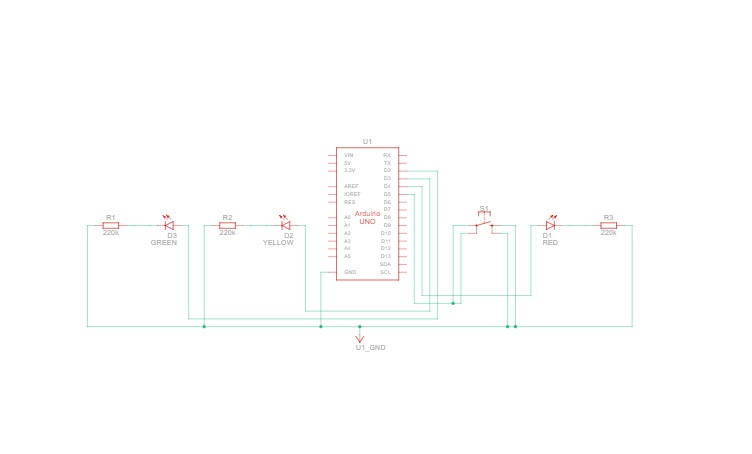 U1
VIN RX
5V TX
3.3V D2
D3
AREF D4
IOREF D5
RES D6
D7
A0 D8
A1 D9
A2 D10
A3 D11
A4 D12
A5 D13
SDA
GND SCL
Arduino
UNO
R1
220k
D3
GREEN
R2
220k
D2
YELLOW
S1
D1
RED
R3
220k
U1_GND